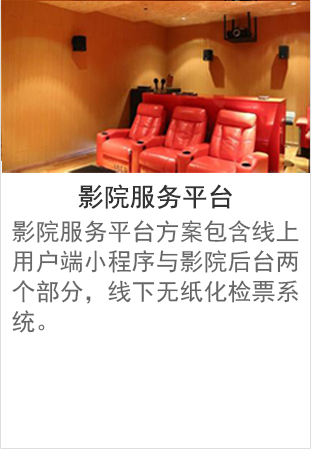 影院服务平台
影院服务平台方案包含线上
用户端小程序与影院后台两
个部分，线下无纸化检票系
统。